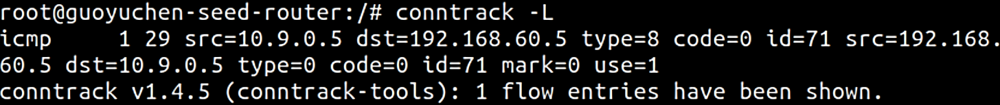 root@guoyuchen-seed-router:/# conntrack -L
icmp     1 29 src=10.9.0.5 dst=192.168.60.5 type=8 code=0 id=71 src=192.168.
60.5 dst=10.9.0.5 type=0 code=0 id=71 mark=0 use=1
conntrack v1.4.5 (conntrack-tools): 1 flow entries have been shown.